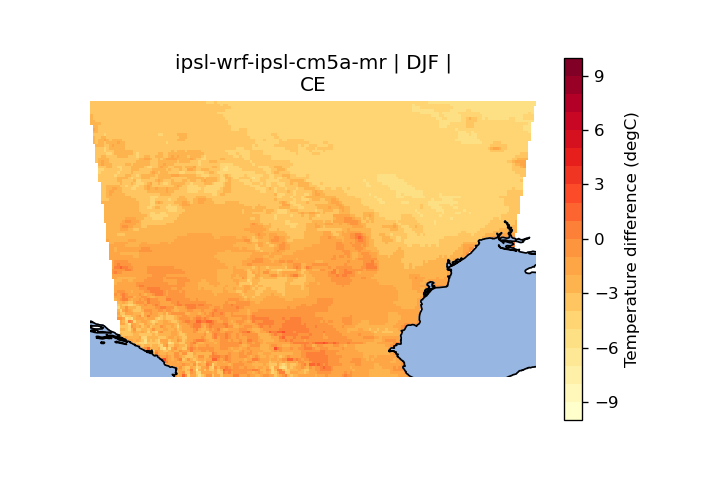 ipsl-wrf-ipsl-cm5a-mr | DJF |
CE
9
6
3
0
−3
−6
−9
Temperature difference (degC)